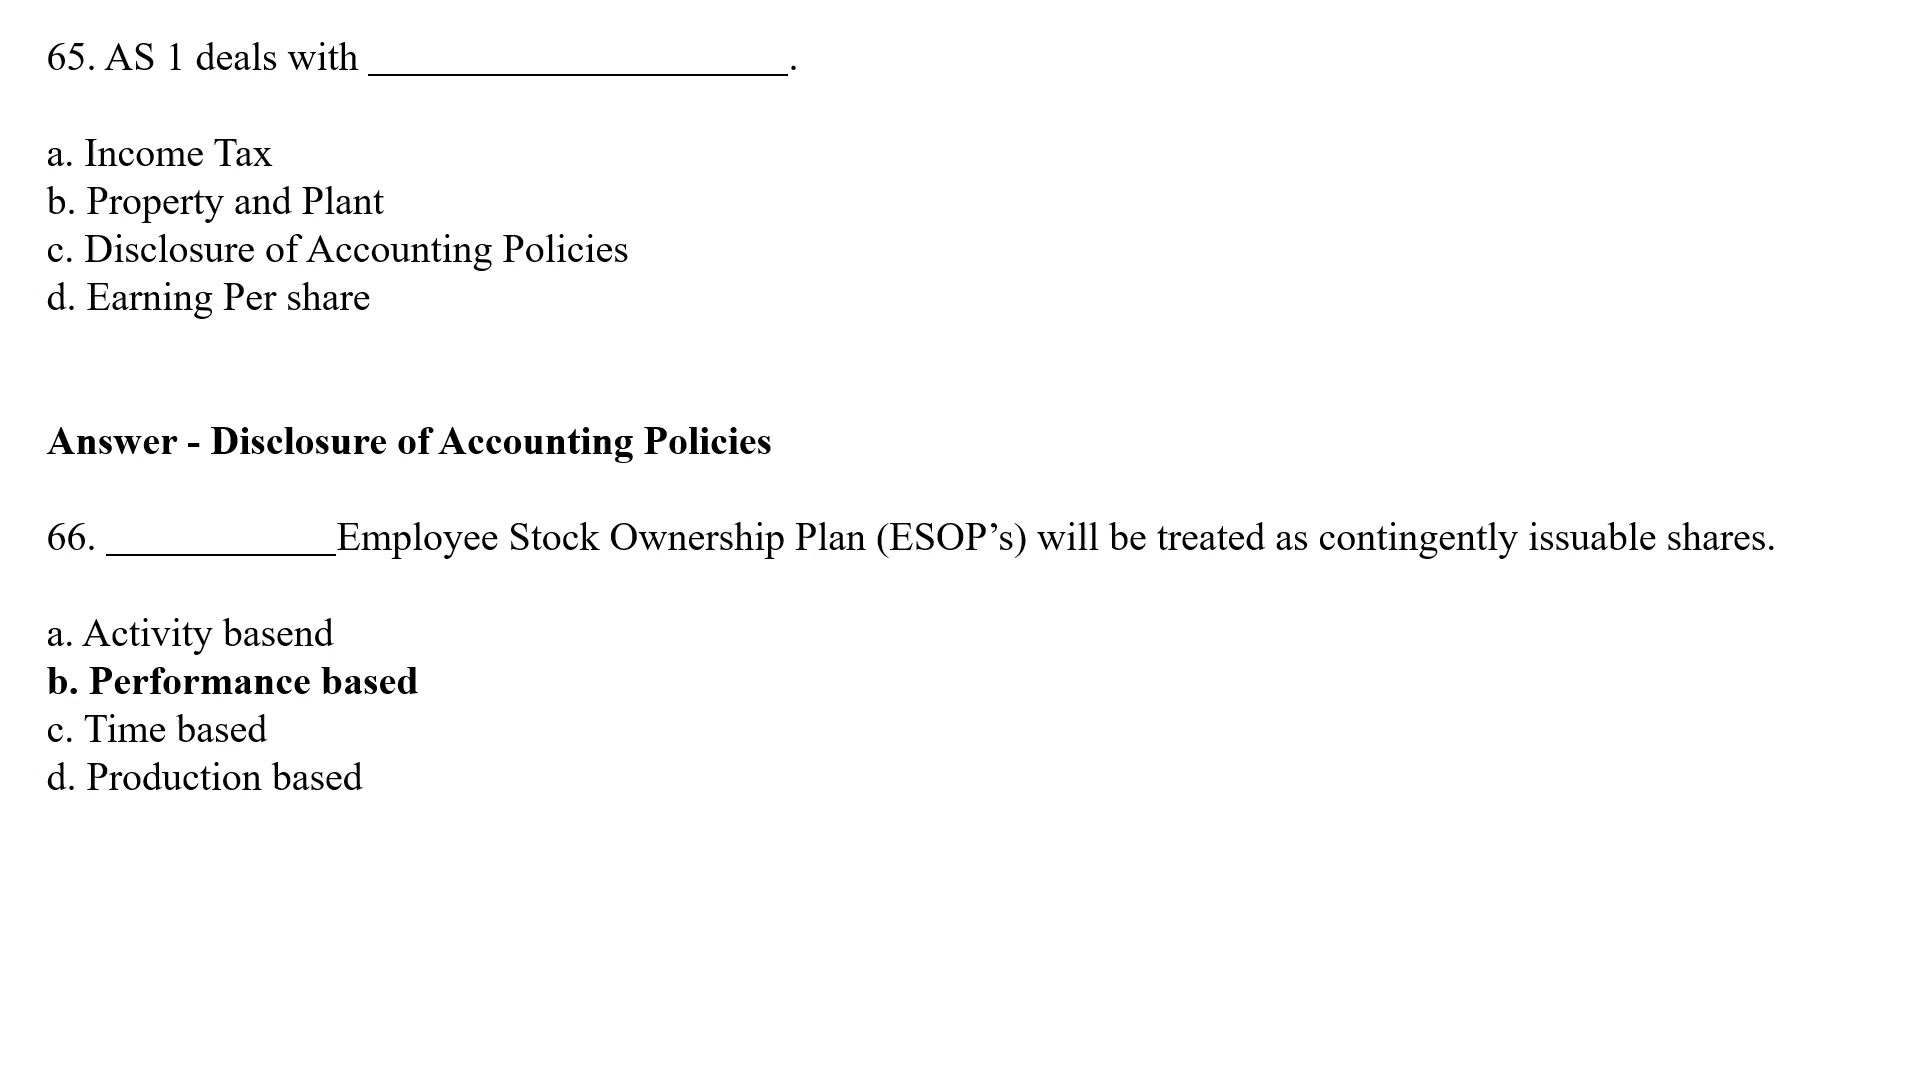 65. AS 1 deals with _____________________.
a. Income Tax
b. Property and Plant
c. Disclosure of Accounting Policies
d. Earning Per share
Answer - Disclosure of Accounting Policies
66. ____________Employee Stock Ownership Plan (ESOP’s) will be treated as contingently issuable shares.
a. Activity basend
b. Performance based
c. Time based
d. Production based